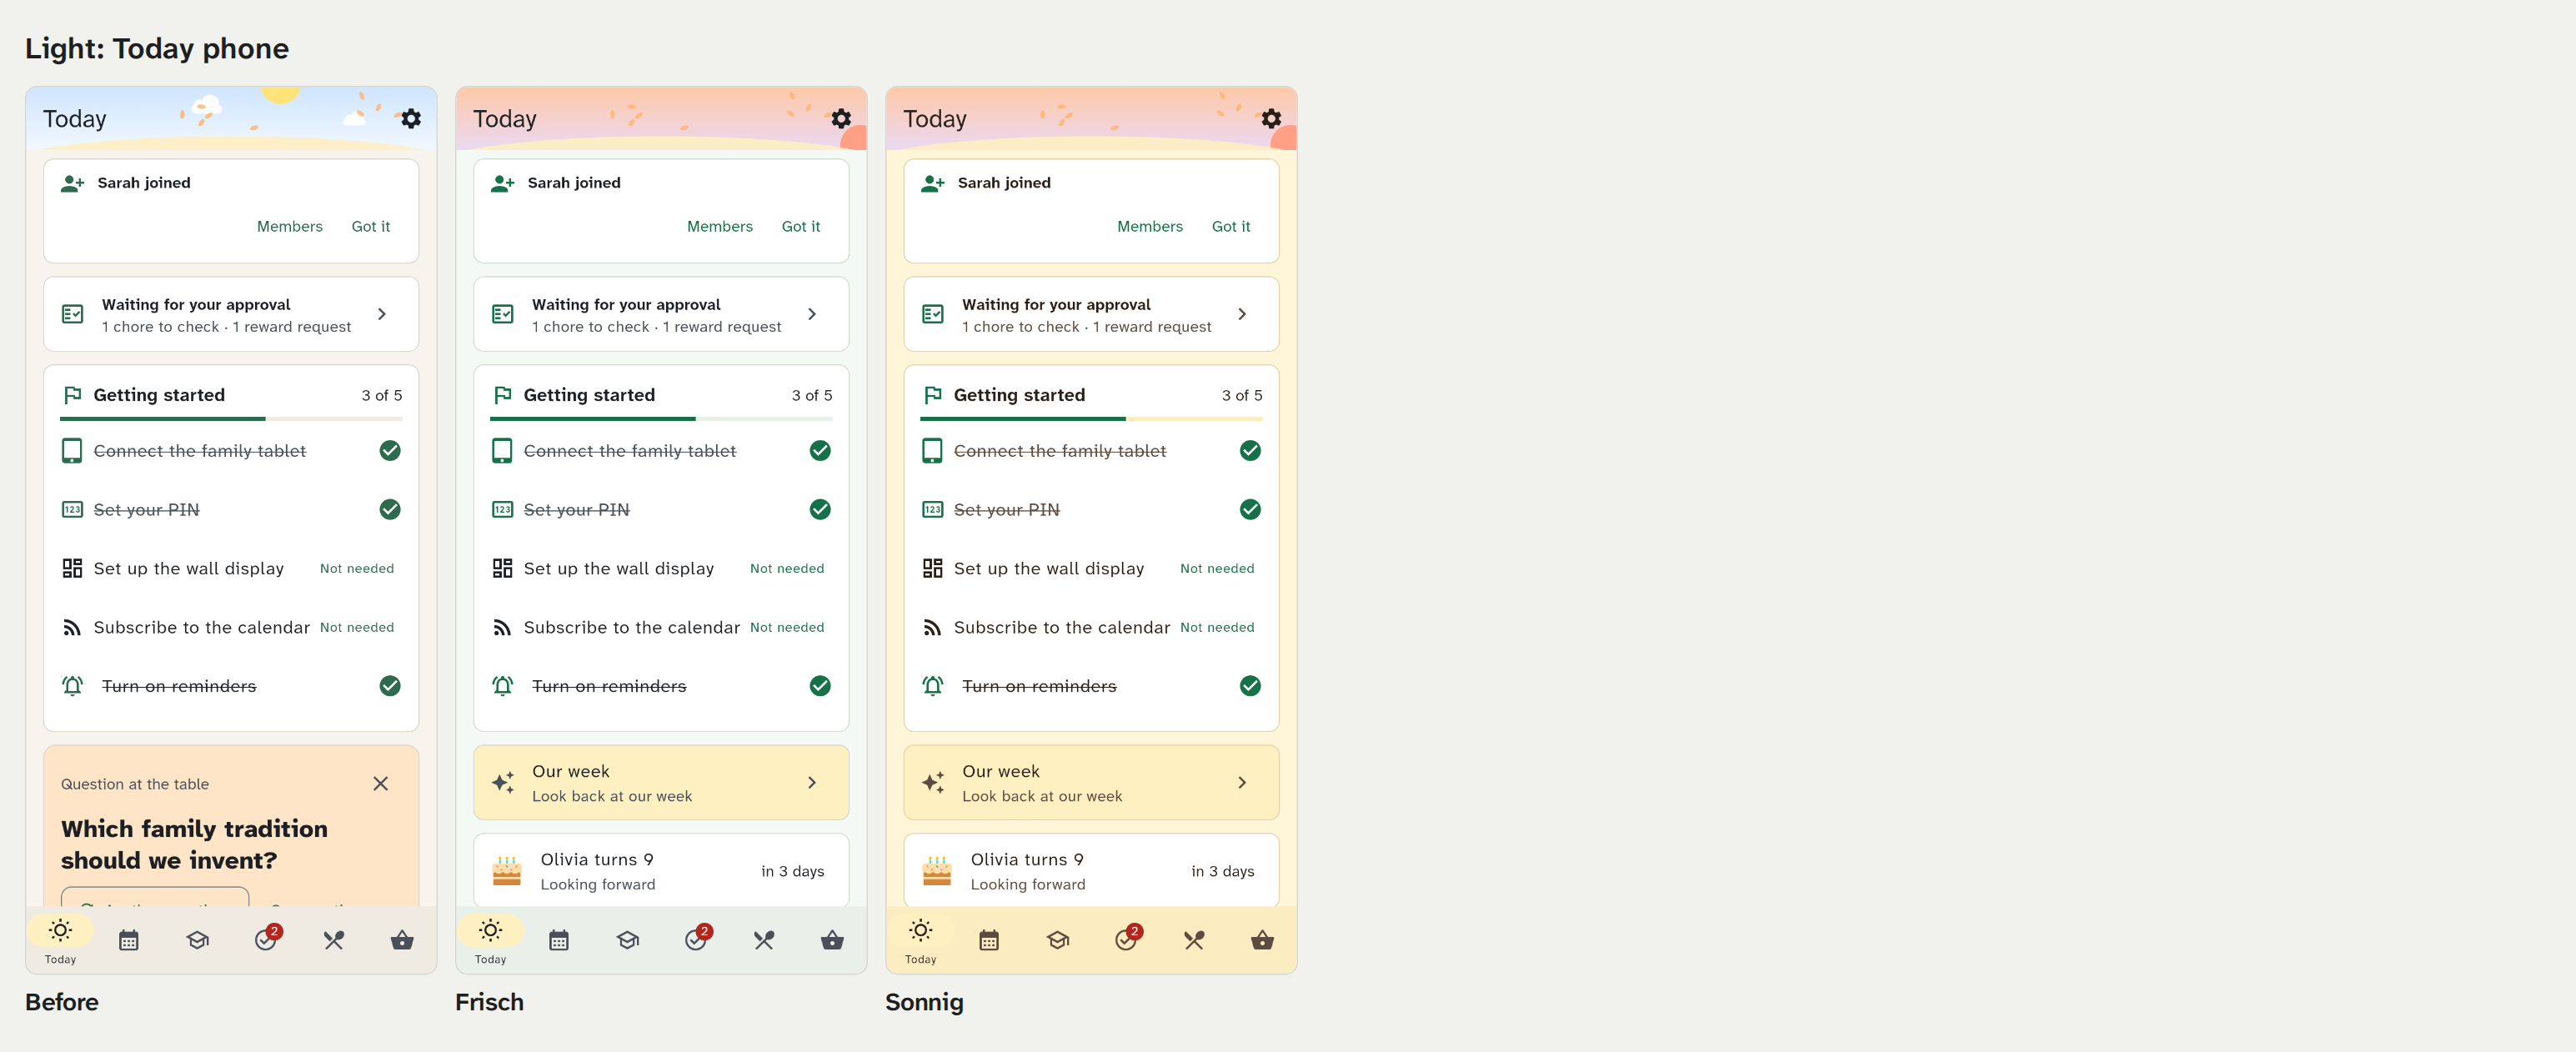 Light: Today phone
Today
Sarah joined
Members Got it
Waiting for your approval
1 chore to check · 1 reward request
Getting started 3 of 5
Connect the family tablet
123 Set your PIN
Set up the wall display Not needed
Subscribe to the calendar Not needed
Turn on reminders
Question at the table
Which family tradition
should we invent?
2
Today
Before
Today
Sarah joined
Members Got it
Waiting for your approval
1 chore to check · 1 reward request
Getting started 3 of 5
Connect the family tablet
123 Set your PIN
Set up the wall display Not needed
Subscribe to the calendar Not needed
Turn on reminders
Our week
Look back at our week
Olivia turns 9
Looking forward
in 3 days
2
Today
Frisch
Today
Sarah joined
Members Got it
Waiting for your approval
1 chore to check · 1 reward request
Getting started 3 of 5
Connect the family tablet
123 Set your PIN
Set up the wall display Not needed
Subscribe to the calendar Not needed
Turn on reminders
Our week
Look back at our week
Olivia turns 9
Looking forward
in 3 days
2
Today
Sonnig